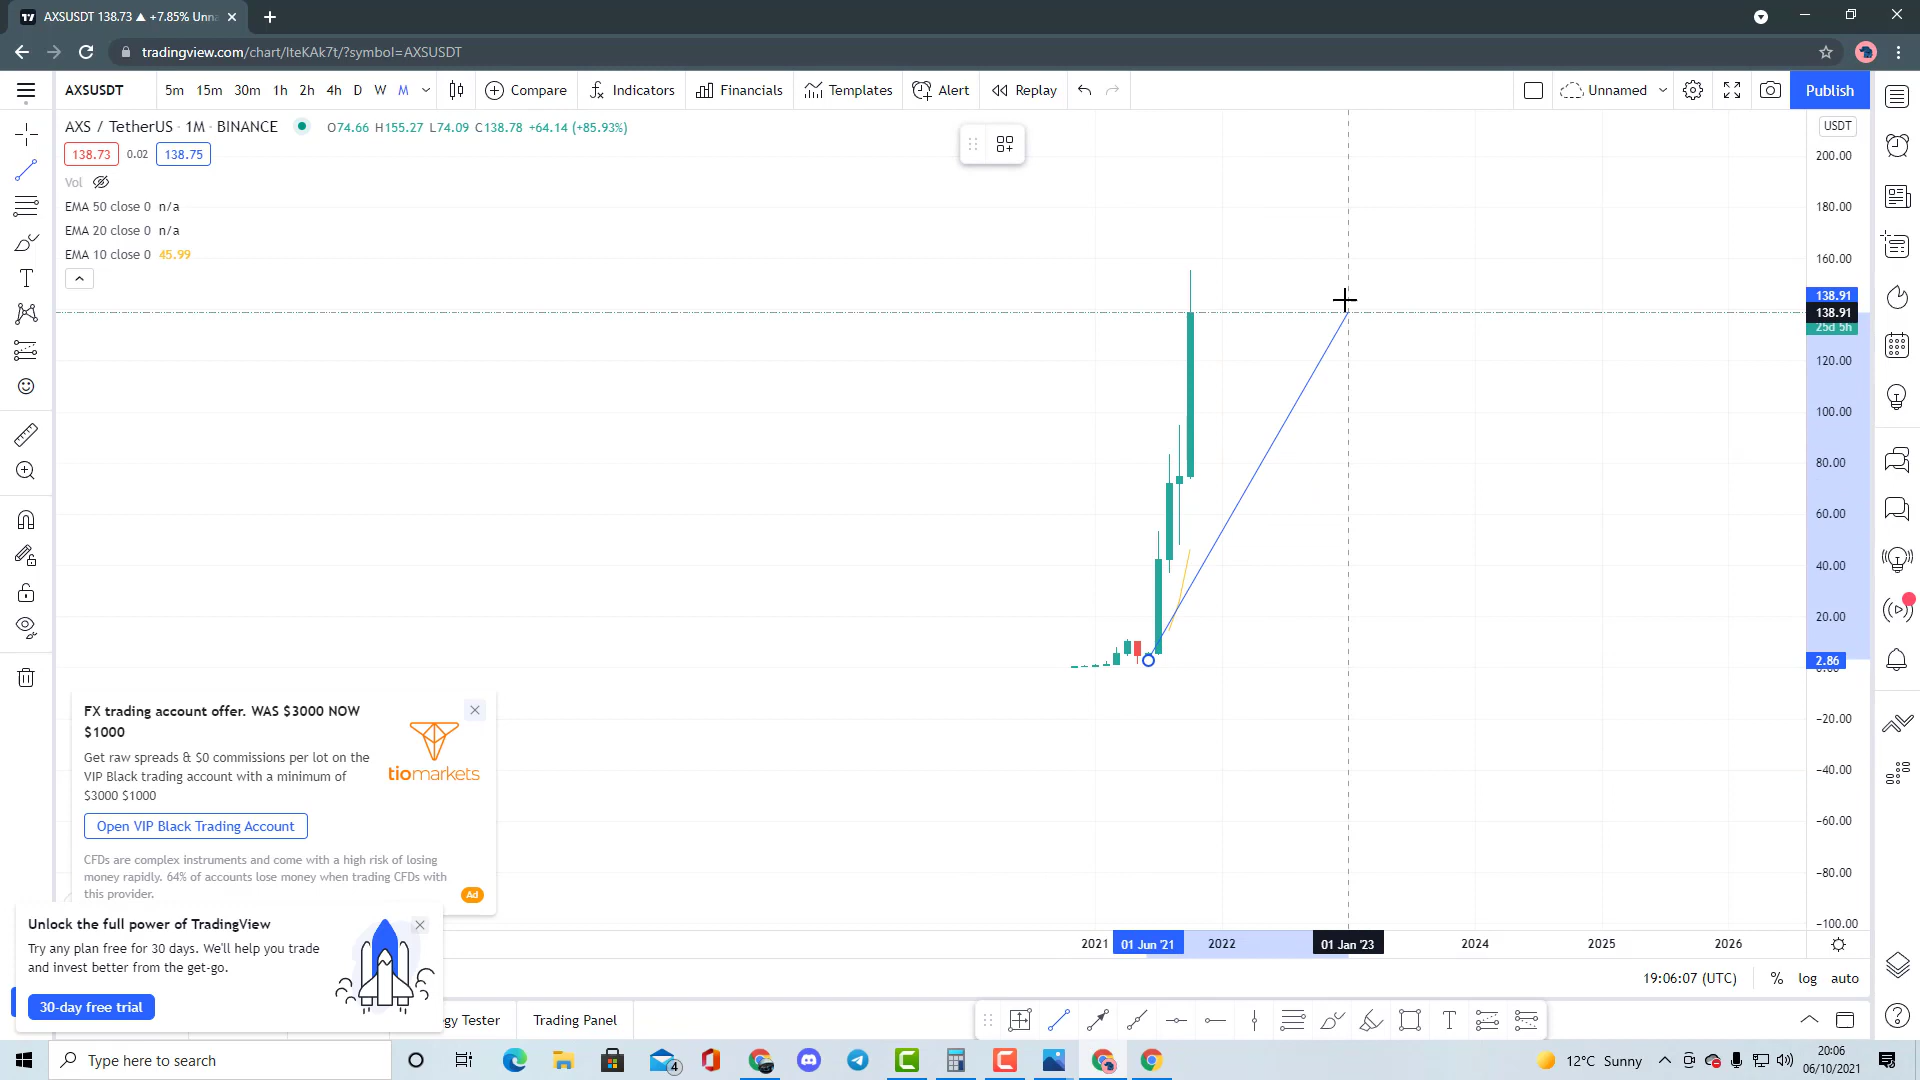 AXSUSDT 138.73 ▲ +7.85% Unna
tradingview.com/chart/lteKAk7t/?symbol=AXSUSDT
AXSUSDT 5m 15m 30m 1h 2h 4h D W M Compare Indicators Financials Templates Alert Replay Unnamed Publish
AXS / TetherUS · 1M · BINANCE O74.66 H155.27 L74.09 C138.78 +64.14 (+85.93%)
USDT
138.73 0.02 138.75
Vol
EMA 50 close 0 n/a
EMA 20 close 0 n/a
EMA 10 close 0 45.99
200.00
180.00
160.00
138.91
138.91
25d 5h
120.00
100.00
80.00
60.00
40.00
20.00
2.86
-20.00
-40.00
-60.00
-80.00
-100.00
FX trading account offer. WAS $3000 NOW
$1000
Get raw spreads & $0 commissions per lot on the
VIP Black trading account with a minimum of
$3000 $1000
tiomarkets
Open VIP Black Trading Account
CFDs are complex instruments and come with a high risk of losing
money rapidly. 64% of accounts lose money when trading CFDs with
this provider.
Ad
Unlock the full power of TradingView
Try any plan free for 30 days. We'll help you trade
and invest better from the get-go.
30-day free trial
2021 01 Jun '21 2022 01 Jan '23 2024 2025 2026
19:06:07 (UTC) % log auto
gy Tester Trading Panel
Type here to search
4
12°C Sunny
20:06
06/10/2021